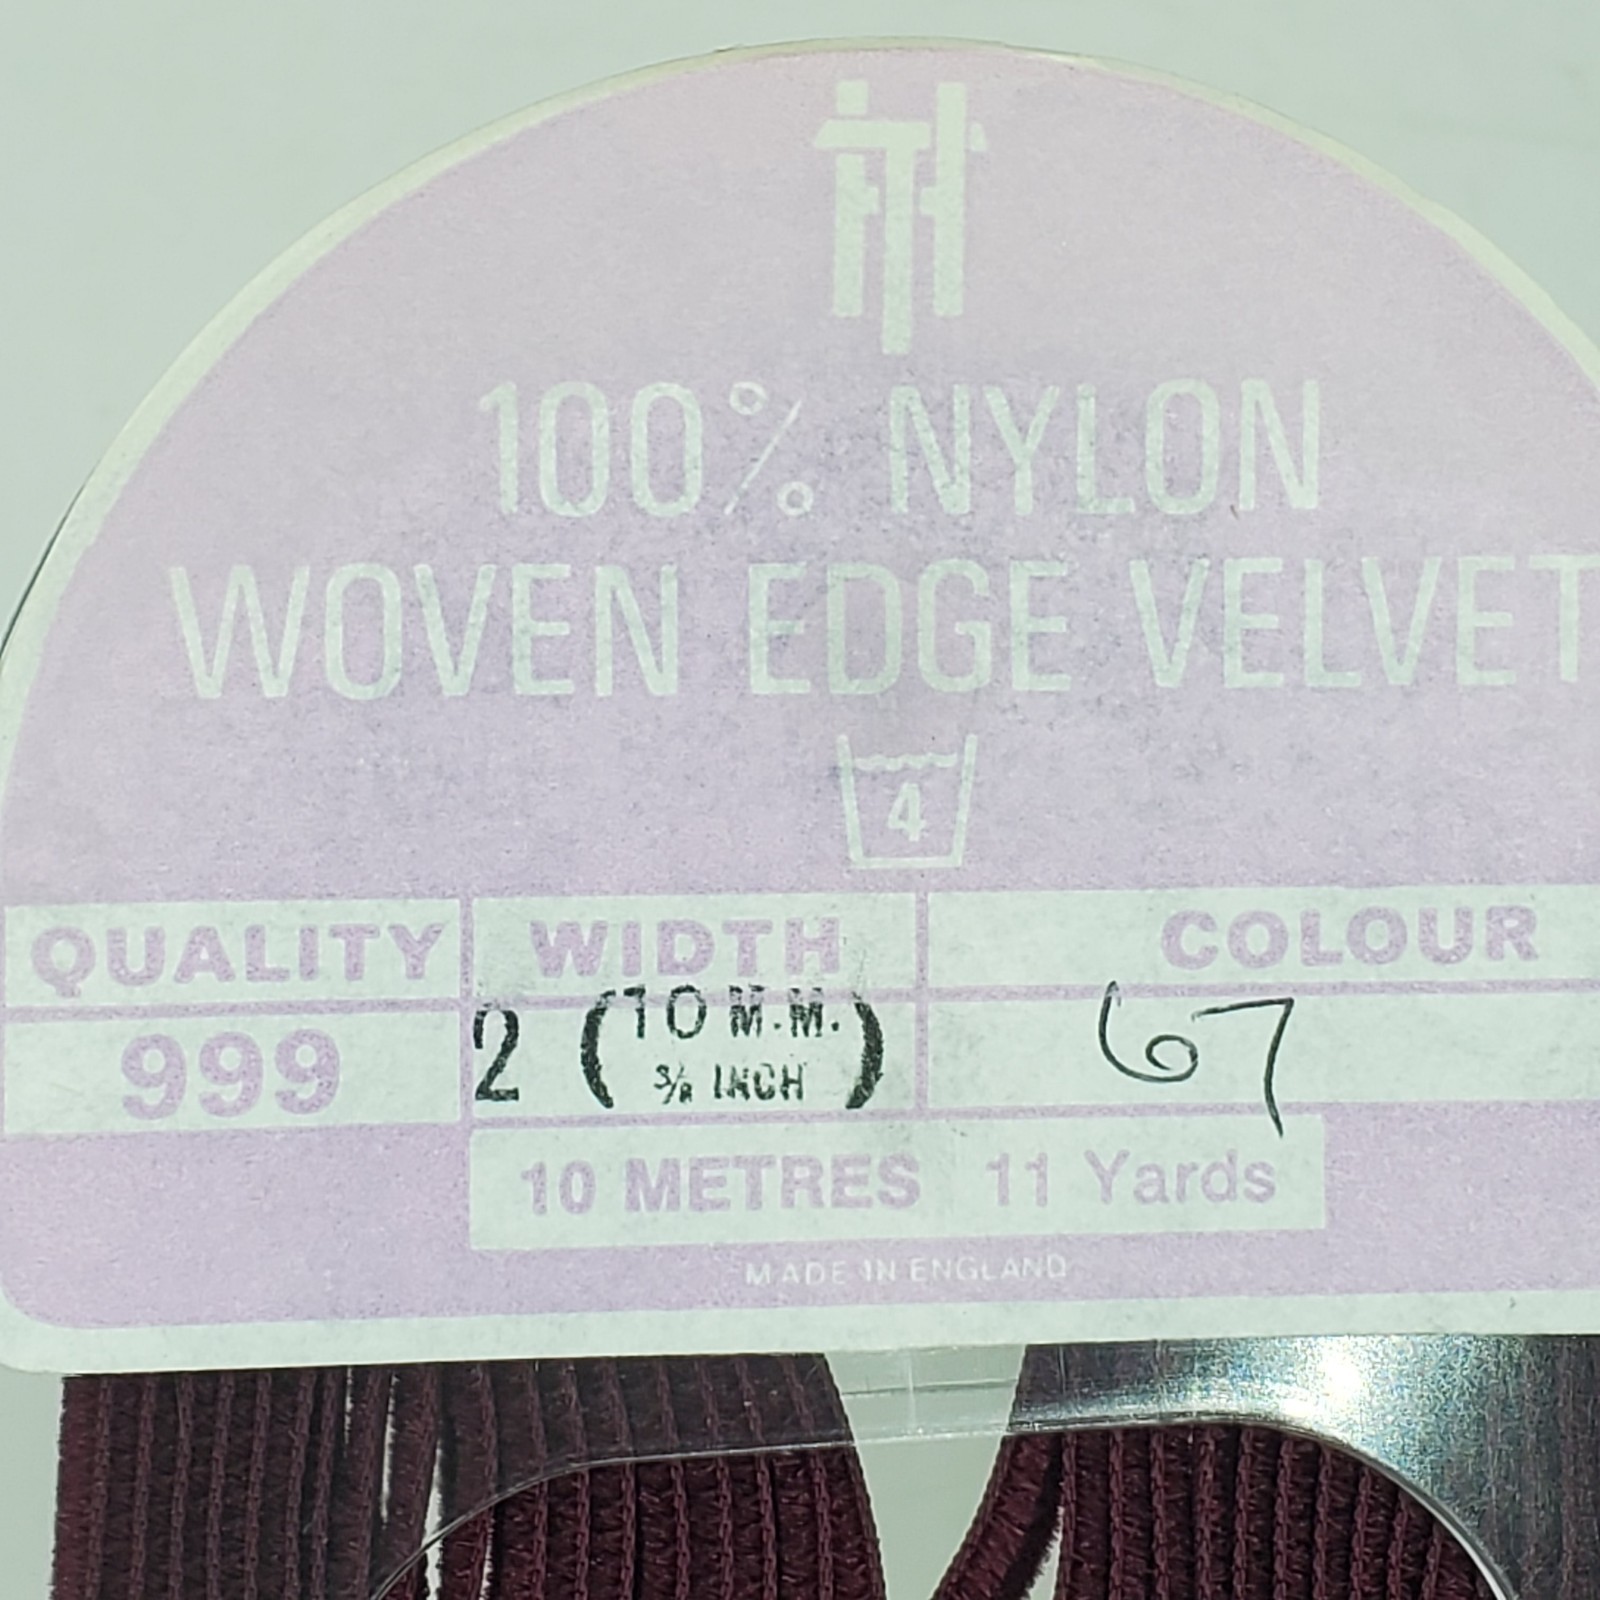 100% NYLON
WOVEN EDGE VELVET
4
QUALITY WIDTH COLOUR
999 2 (10 M.M. 3/8 INCH) 67
10 METRES 11 Yards
MADE IN ENGLAND